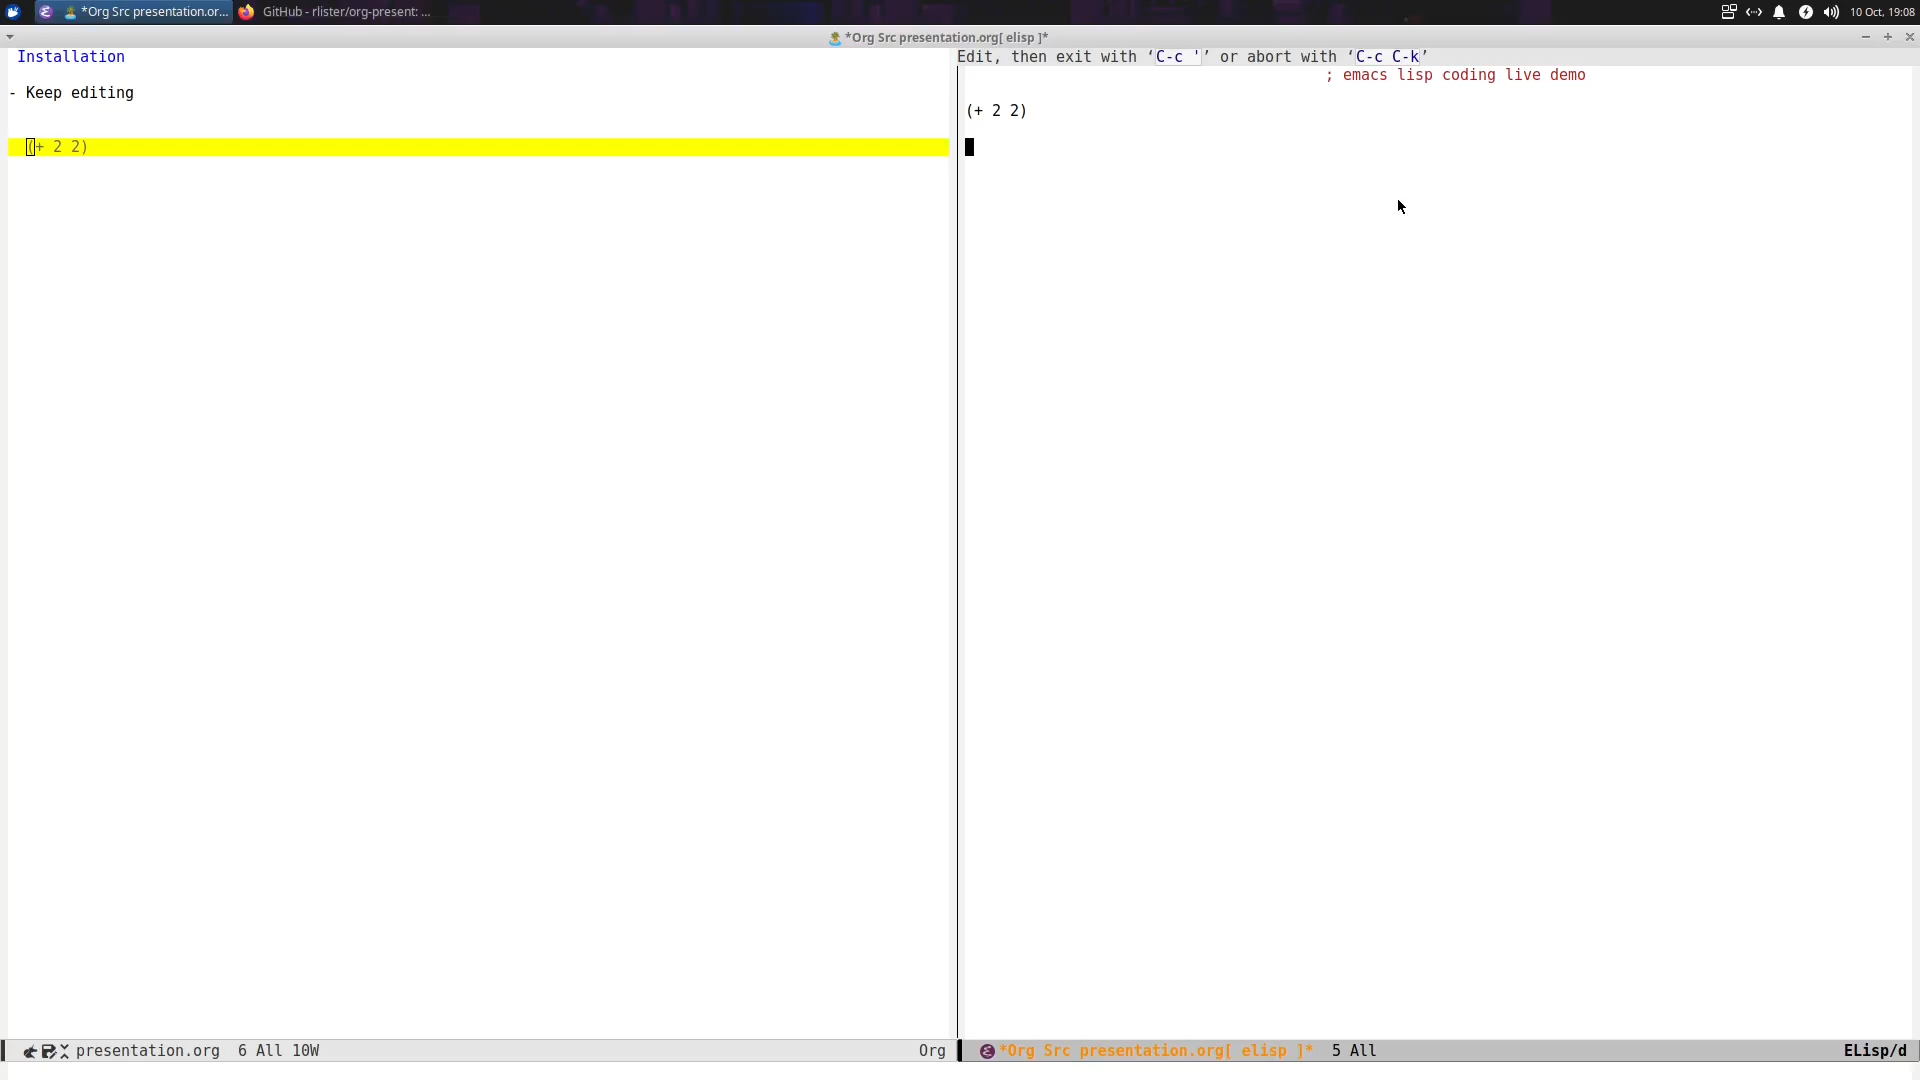 *Org Src presentation.or...
GitHub - rlister/org-present: ...
10 Oct, 19:08
*Org Src presentation.org[ elisp ]*
Installation
- Keep editing
(+ 2 2)
Edit, then exit with ‘C-c '’ or abort with ‘C-c C-k’
; emacs lisp coding live demo
(+ 2 2)
presentation.org 6 All 10W Org
*Org Src presentation.org[ elisp ]* 5 All ELisp/d